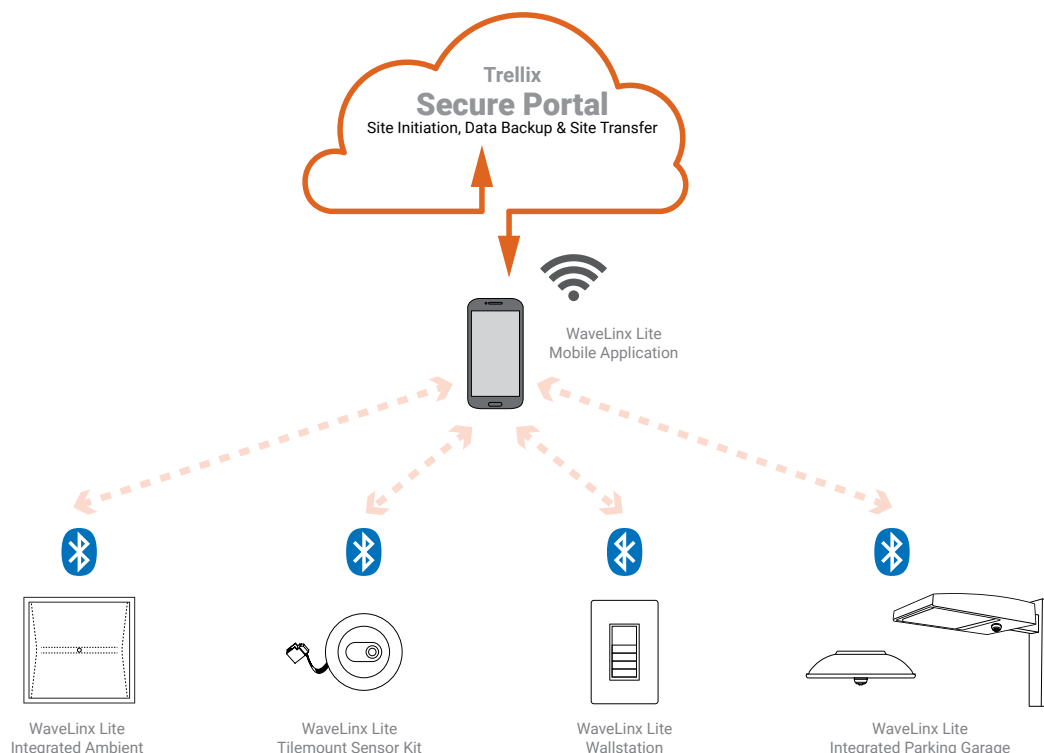 Trellix
Secure Portal
Site Initiation, Data Backup & Site Transfer
WaveLinx Lite
Mobile Application
WaveLinx Lite
Integrated Ambient
WaveLinx Lite
Tilemount Sensor Kit
WaveLinx Lite
Wallstation
WaveLinx Lite
Integrated Parking Garage